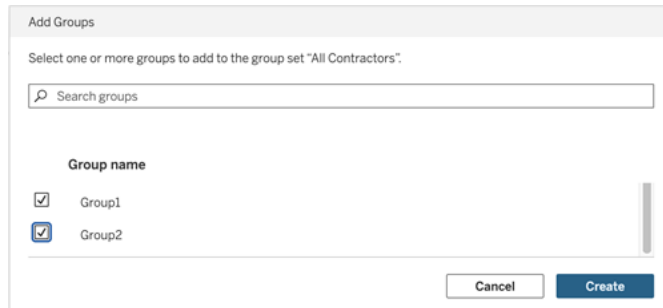 Add Groups
Select one or more groups to add to the group set “All Contractors”.
Search groups
Group name
Group1
Group2
Cancel Create